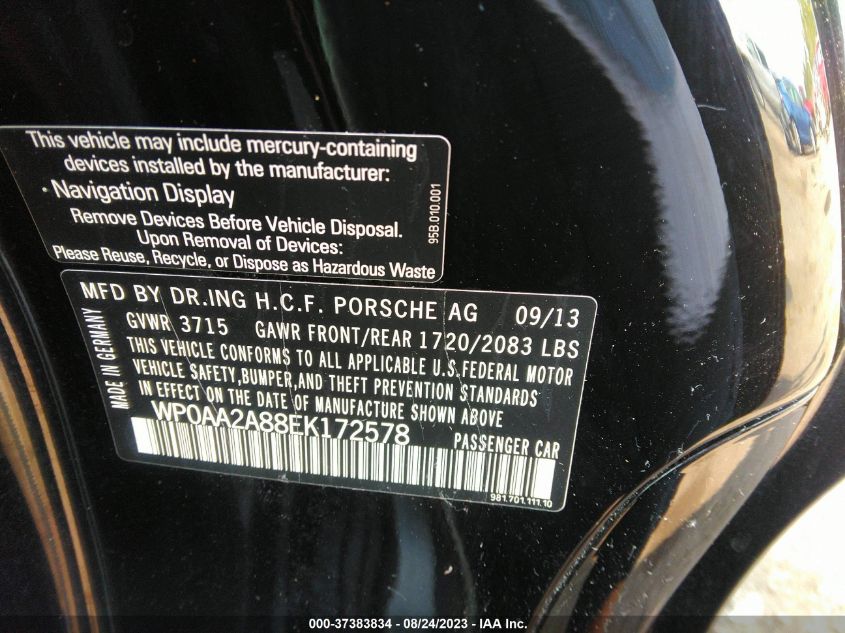 This vehicle may include mercury-containing
devices installed by the manufacturer:
· Navigation Display
Remove Devices Before Vehicle Disposal.
Upon Removal of Devices:
Please Reuse, Recycle, or Dispose as Hazardous Waste
95B.010.001
MFD BY DR.ING H.C.F. PORSCHE AG 09/13
GVWR 3715 GAWR FRONT/REAR 1720/2083 LBS
THIS VEHICLE CONFORMS TO ALL APPLICABLE U.S.FEDERAL MOTOR
VEHICLE SAFETY,BUMPER,AND THEFT PREVENTION STANDARDS
IN EFFECT ON THE DATE OF MANUFACTURE SHOWN ABOVE
WP0AA2A88EK172578 PASSENGER CAR
MADE IN GERMANY
981.701.111.10
000-37383834 - 08/24/2023 - Copyright © IAA, Inc.